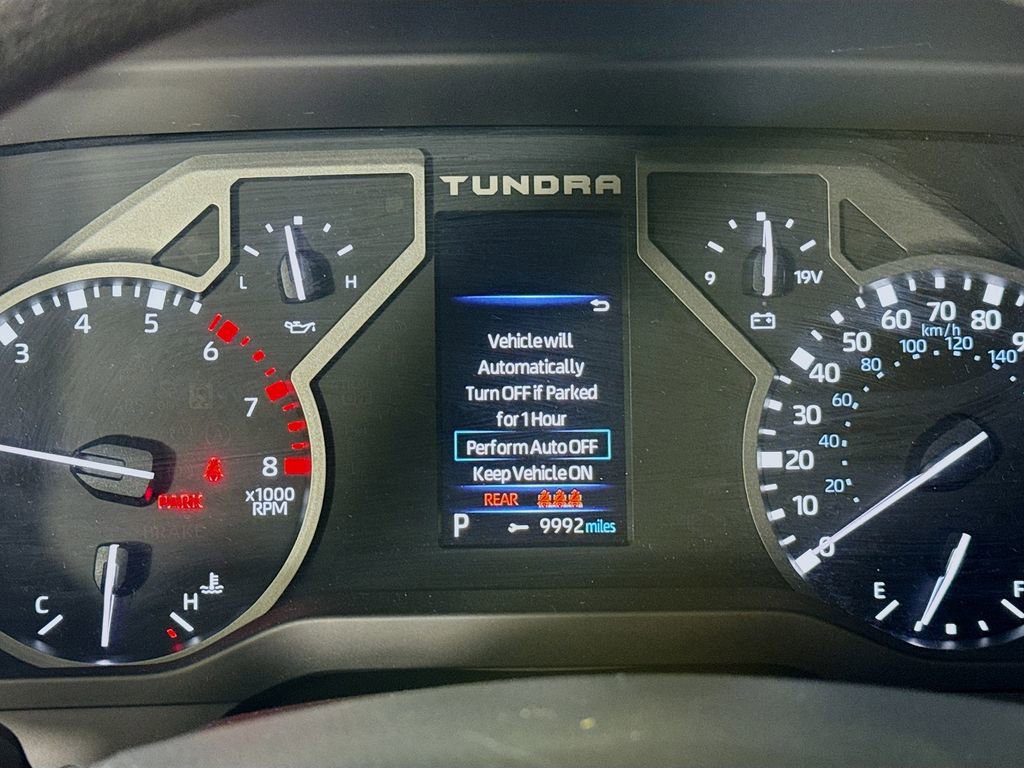 TUNDRA
L H
9 19V
3 4 5 6 7 8
x1000
RPM
PARK
C H
Vehicle will
Automatically
Turn OFF if Parked
for 1 Hour
Perform Auto OFF
Keep Vehicle ON
REAR
P 9992 miles
0 10 20 30 40 50 60 70 80 9
km/h
20 40 60 80 100 120 140
E F